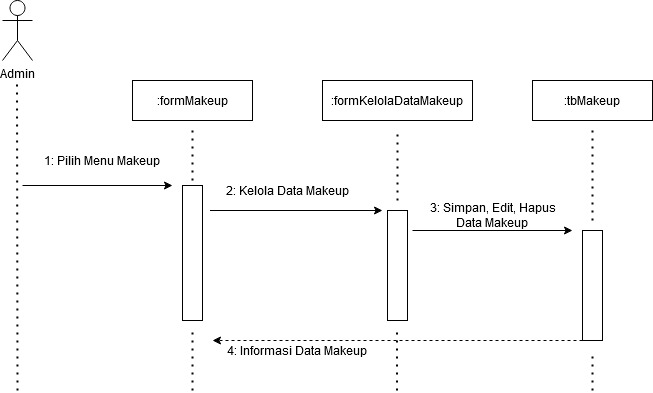 Admin
:formMakeup
:formKelolaDataMakeup
:tbMakeup
1: Pilih Menu Makeup
2: Kelola Data Makeup
3: Simpan, Edit, Hapus
Data Makeup
4: Informasi Data Makeup